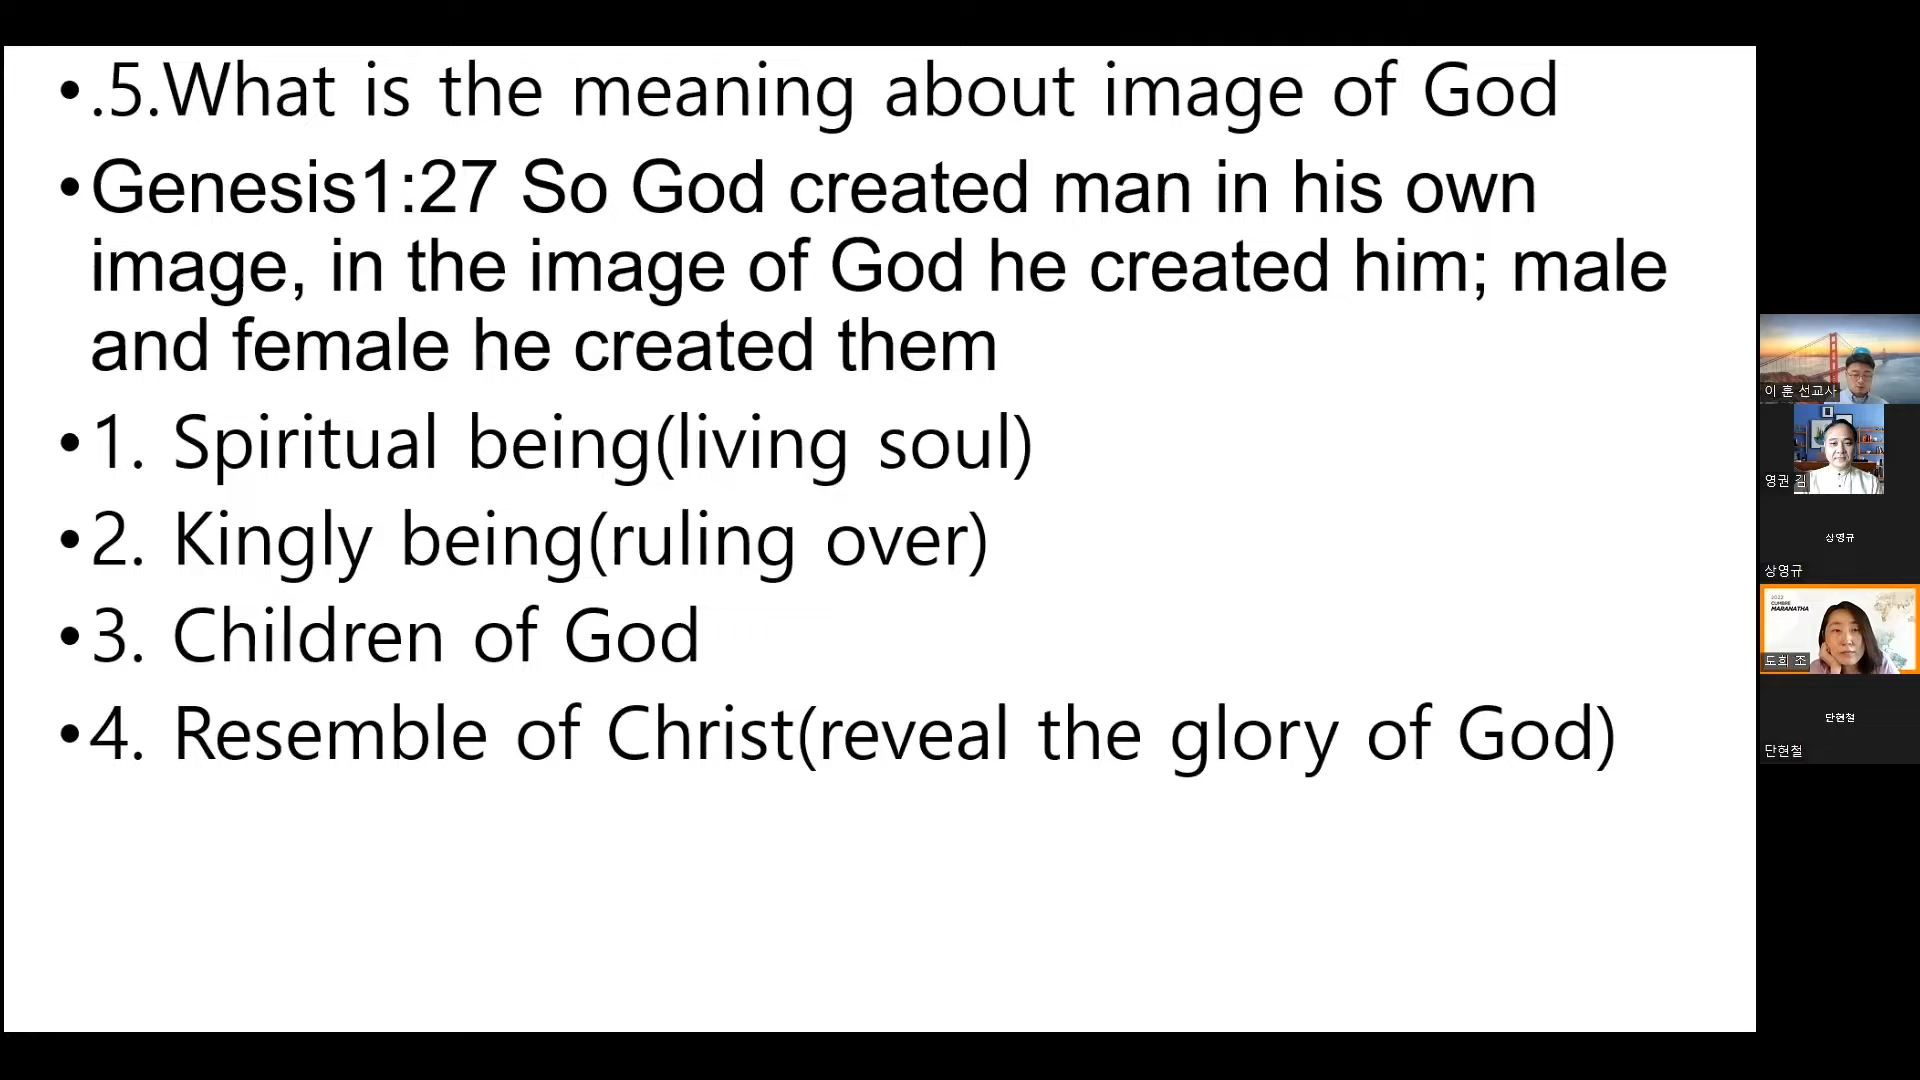 •.5.What is the meaning about image of God
•Genesis1:27 So God created man in his own
image, in the image of God he created him; male
and female he created them
•1. Spiritual being(living soul)
•2. Kingly being(ruling over)
•3. Children of God
•4. Resemble of Christ(reveal the glory of God)
이 훈 선교사
영권 김
상영규
상영규
2022
CUMBRE
MARANATHA
도희 조
단현철
단현철